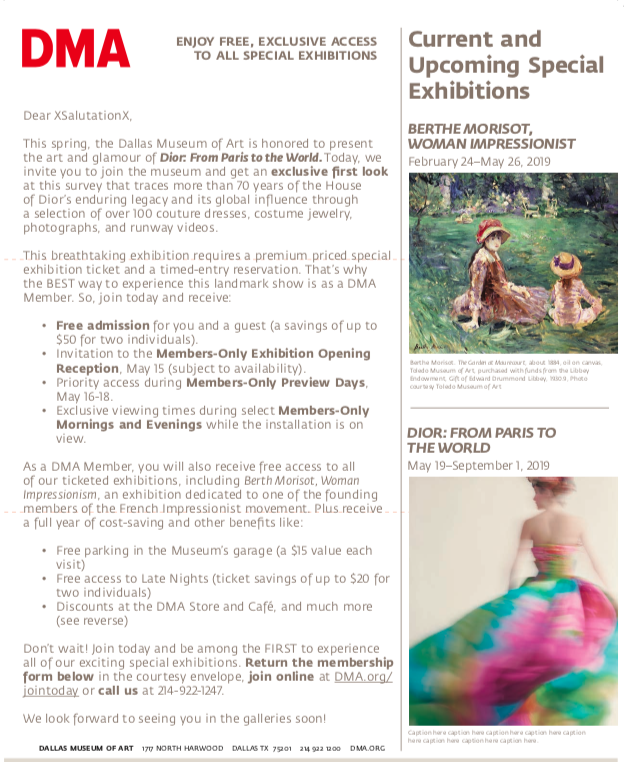 DMA
ENJOY FREE, EXCLUSIVE ACCESS
TO ALL SPECIAL EXHIBITIONS
Dear XSalutationX,
This spring, the Dallas Museum of Art is honored to present
the art and glamour of Dior: From Paris to the World. Today, we
invite you to join the museum and get an exclusive first look
at this survey that traces more than 70 years of the House
of Dior's enduring legacy and its global influence through
a selection of over 100 couture dresses, costume jewelry,
photographs, and runway videos.
This breathtaking exhibition requires a premium priced special
exhibition ticket and a timed-entry reservation. That's why
the BEST way to experience this landmark show is as a DMA
Member. So, join today and receive:
• Free admission for you and a guest (a savings of up to
$50 for two individuals).
• Invitation to the Members-Only Exhibition Opening
Reception, May 15 (subject to availability).
• Priority access during Members-Only Preview Days,
May 16-18.
• Exclusive viewing times during select Members-Only
Mornings and Evenings while the installation is on
view.
As a DMA Member, you will also receive free access to all
of our ticketed exhibitions, including Berth Morisot, Woman
Impressionism, an exhibition dedicated to one of the founding
members of the French Impressionist movement. Plus receive
a full year of cost-saving and other benefits like:
• Free parking in the Museum's garage (a $15 value each
visit)
• Free access to Late Nights (ticket savings of up to $20 for
two individuals)
• Discounts at the DMA Store and Café, and much more
(see reverse)
Don't wait! Join today and be among the FIRST to experience
all of our exciting special exhibitions. Return the membership
form below in the courtesy envelope, join online at DMA.org/
jointoday or call us at 214-922-1247.
We look forward to seeing you in the galleries soon!
DALLAS MUSEUM OF ART 1717 NORTH HARWOOD DALLAS TX 75201 214 922 1200 DMA.ORG
Current and
Upcoming Special
Exhibitions
BERTHE MORISOT,
WOMAN IMPRESSIONIST
February 24–May 26, 2019
Berthe Morisot, The Garden at Maurecourt, about 1884, oil on canvas,
Toledo Museum of Art, purchased with funds from the Libbey
Endowment, Gift of Edward Drummond Libbey, 1930.9, Photo
courtesy Toledo Museum of Art
DIOR: FROM PARIS TO
THE WORLD
May 19–September 1, 2019
Caption here caption here caption here caption here caption
here caption here caption here caption here.